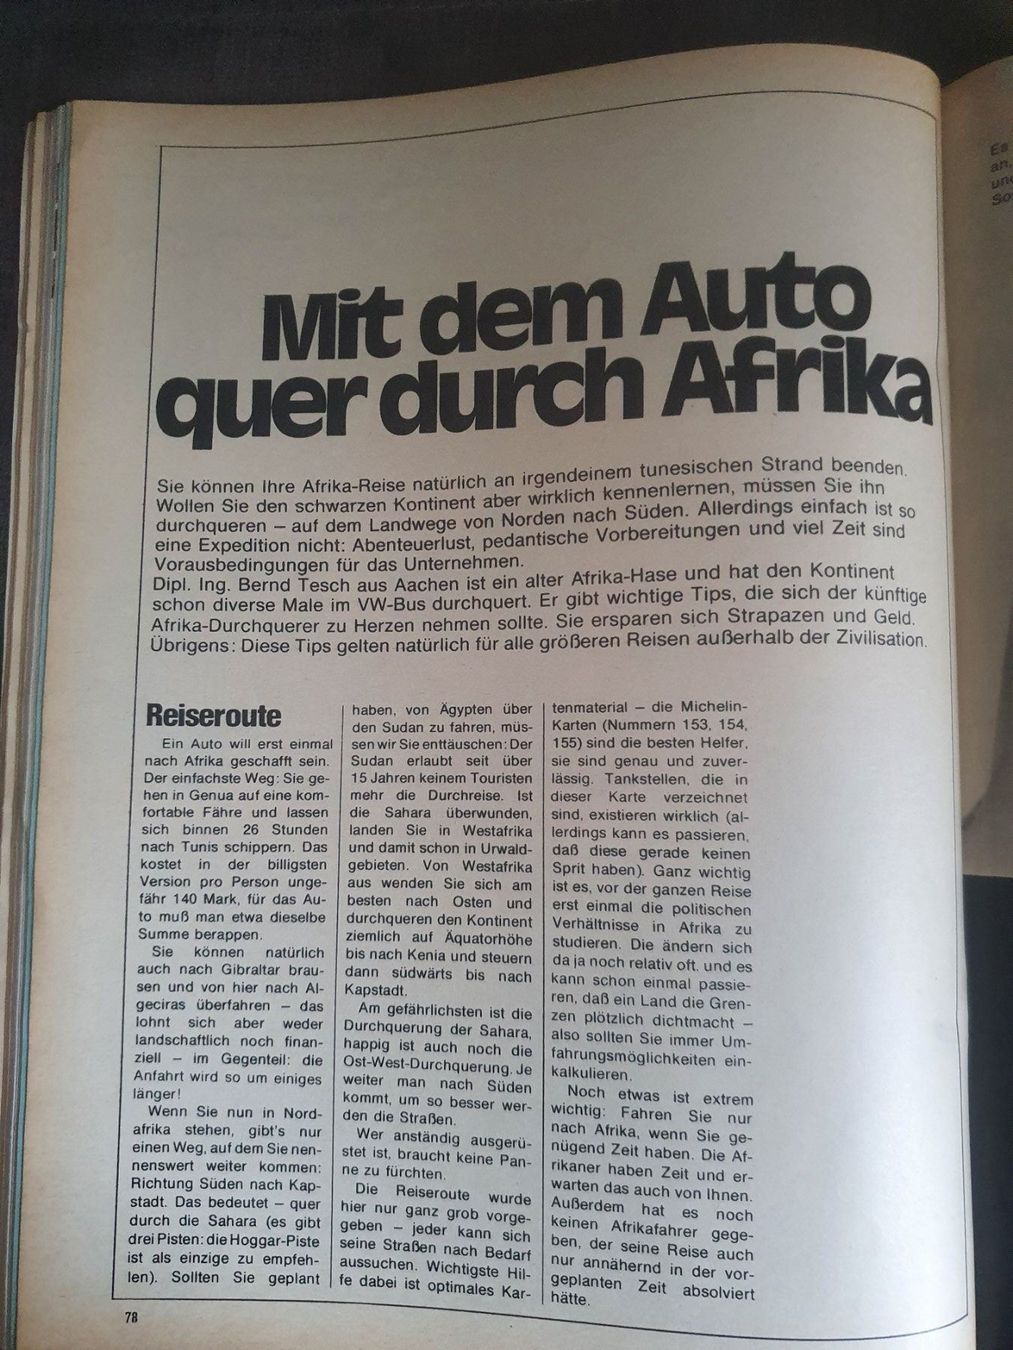 Mit dem Auto
quer durch Afrika
Sie können Ihre Afrika-Reise natürlich an irgendeinem tunesischen Strand beenden.
Wollen Sie den schwarzen Kontinent aber wirklich kennenlernen, müssen Sie ihn
durchqueren – auf dem Landwege von Norden nach Süden. Allerdings einfach ist so
eine Expedition nicht: Abenteuerlust, pedantische Vorbereitungen und viel Zeit sind
Vorausbedingungen für das Unternehmen.
Dipl. Ing. Bernd Tesch aus Aachen ist ein alter Afrika-Hase und hat den Kontinent
schon diverse Male im VW-Bus durchquert. Er gibt wichtige Tips, die sich der künftige
Afrika-Durchquerer zu Herzen nehmen sollte. Sie ersparen sich Strapazen und Geld.
Übrigens: Diese Tips gelten natürlich für alle größeren Reisen außerhalb der Zivilisation.
Reiseroute
Ein Auto will erst einmal
nach Afrika geschafft sein.
Der einfachste Weg: Sie ge-
hen in Genua auf eine kom-
fortable Fähre und lassen
sich binnen 26 Stunden
nach Tunis schippern. Das
kostet in der billigsten
Version pro Person unge-
fähr 140 Mark, für das Au-
to muß man etwa dieselbe
Summe berappen.
Sie können natürlich
auch nach Gibraltar brau-
sen und von hier nach Al-
geciras überfahren – das
lohnt sich aber weder
landschaftlich noch finan-
ziell – im Gegenteil: die
Anfahrt wird so um einiges
länger!
Wenn Sie nun in Nord-
afrika stehen, gibt's nur
einen Weg, auf dem Sie nen-
nenswert weiter kommen:
Richtung Süden nach Kap-
stadt. Das bedeutet – quer
durch die Sahara (es gibt
drei Pisten: die Hoggar-Piste
ist als einzige zu empfeh-
len). Sollten Sie geplant
haben, von Ägypten über
den Sudan zu fahren, müs-
sen wir Sie enttäuschen: Der
Sudan erlaubt seit über
15 Jahren keinem Touristen
mehr die Durchreise. Ist
die Sahara überwunden,
landen Sie in Westafrika
und damit schon in Urwald-
gebieten. Von Westafrika
aus wenden Sie sich am
besten nach Osten und
durchqueren den Kontinent
ziemlich auf Äquatorhöhe
bis nach Kenia und steuern
dann südwärts bis nach
Kapstadt.
Am gefährlichsten ist die
Durchquerung der Sahara,
happig ist auch noch die
Ost-West-Durchquerung. Je
weiter man nach Süden
kommt, um so besser wer-
den die Straßen.
Wer anständig ausgerü-
stet ist, braucht keine Pan-
ne zu fürchten.
Die Reiseroute wurde
hier nur ganz grob vorge-
geben – jeder kann sich
seine Straßen nach Bedarf
aussuchen. Wichtigste Hil-
fe dabei ist optimales Kar-
tenmaterial – die Michelin-
Karten (Nummern 153, 154,
155) sind die besten Helfer,
sie sind genau und zuver-
lässig. Tankstellen, die in
dieser Karte verzeichnet
sind, existieren wirklich (al-
lerdings kann es passieren,
daß diese gerade keinen
Sprit haben). Ganz wichtig
ist es, vor der ganzen Reise
erst einmal die politischen
Verhältnisse in Afrika zu
studieren. Die ändern sich
da ja noch relativ oft, und es
kann schon einmal passie-
ren, daß ein Land die Gren-
zen plötzlich dichtmacht –
also sollten Sie immer Um-
fahrungsmöglichkeiten ein-
kalkulieren.
Noch etwas ist extrem
wichtig: Fahren Sie nur
nach Afrika, wenn Sie ge-
nügend Zeit haben. Die Af-
rikaner haben Zeit und er-
warten das auch von Ihnen.
Außerdem hat es noch
keinen Afrikafahrer gege-
ben, der seine Reise auch
nur annähernd in der vor-
geplanten Zeit absolviert
hätte.
78
Es
an,